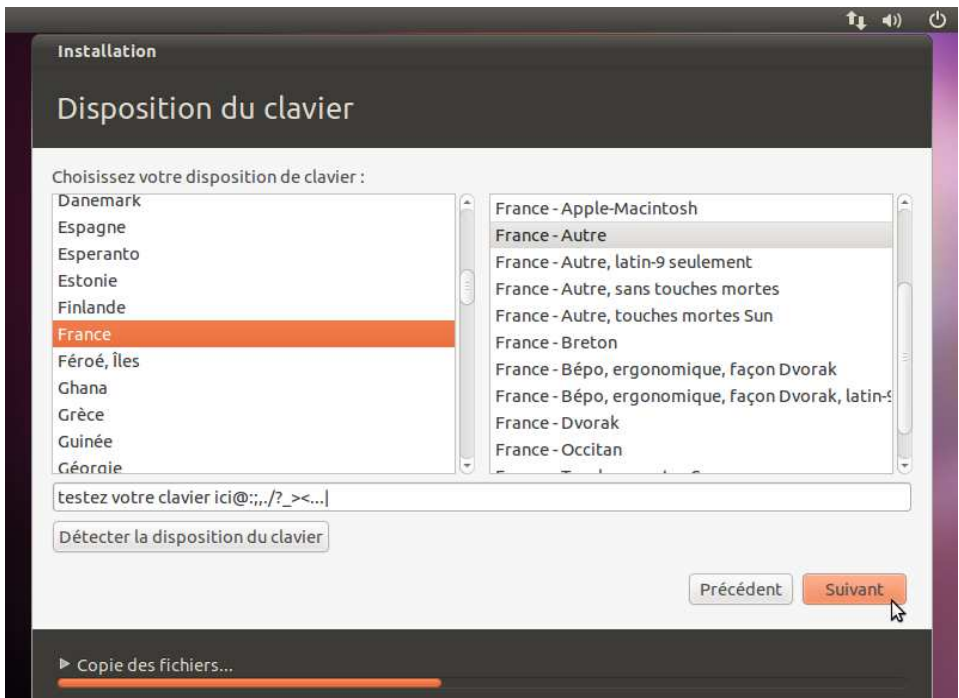 Installation
Disposition du clavier
Choisissez votre disposition de clavier :
Danemark
Espagne
Esperanto
Estonie
Finlande
France
Féroé, Îles
Ghana
Grèce
Guinée
Géorgie
France - Apple-Macintosh
France - Autre
France - Autre, latin-9 seulement
France - Autre, sans touches mortes
France - Autre, touches mortes Sun
France - Breton
France - Bépo, ergonomique, façon Dvorak
France - Bépo, ergonomique, façon Dvorak, latin-9
France - Dvorak
France - Occitan
testez votre clavier ici@:;,./?_><...|
Détecter la disposition du clavier
Précédent
Suivant
Copie des fichiers...